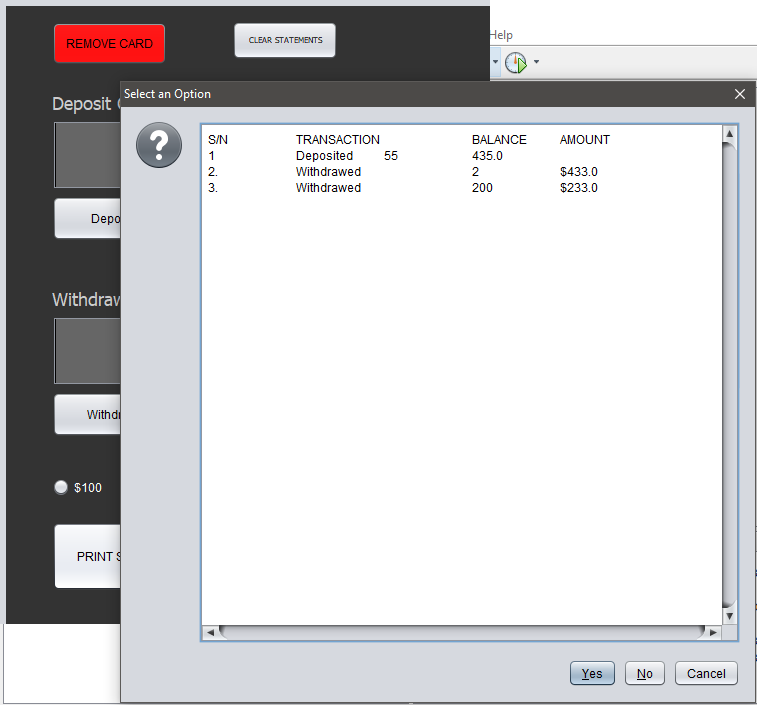 REMOVE CARD
CLEAR STATEMENTS
Help
Select an Option
Deposit
Depo
Withdraw
Withdr
$100
PRINT S
?
S/N TRANSACTION BALANCE AMOUNT
1 Deposited 55 435.0
2. Withdrawed 2 $433.0
3. Withdrawed 200 $233.0
Yes No Cancel